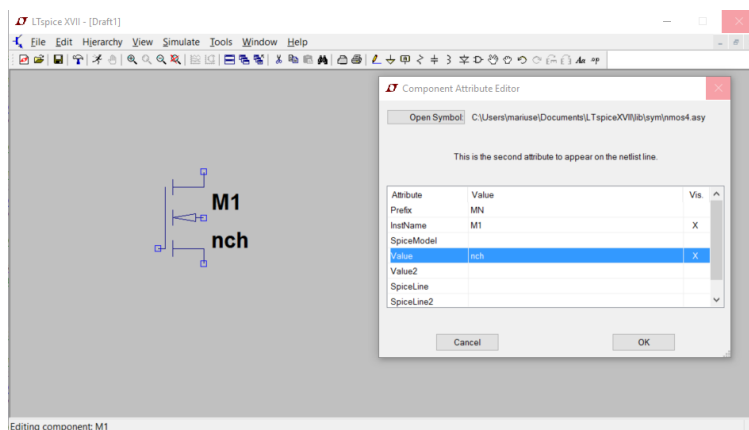 LTspice XVII - [Draft1]
File Edit Hierarchy View Simulate Tools Window Help
Component Attribute Editor
Open Symbol: C:\Users\mariuse\Documents\LTspiceXVII\lib\sym\nmos4.asy
This is the second attribute to appear on the netlist line.
Attribute Value Vis.
Prefix MN
InstName M1 X
SpiceModel
Value nch X
Value2
SpiceLine
SpiceLine2
Cancel OK
M1
nch
Editing component: M1